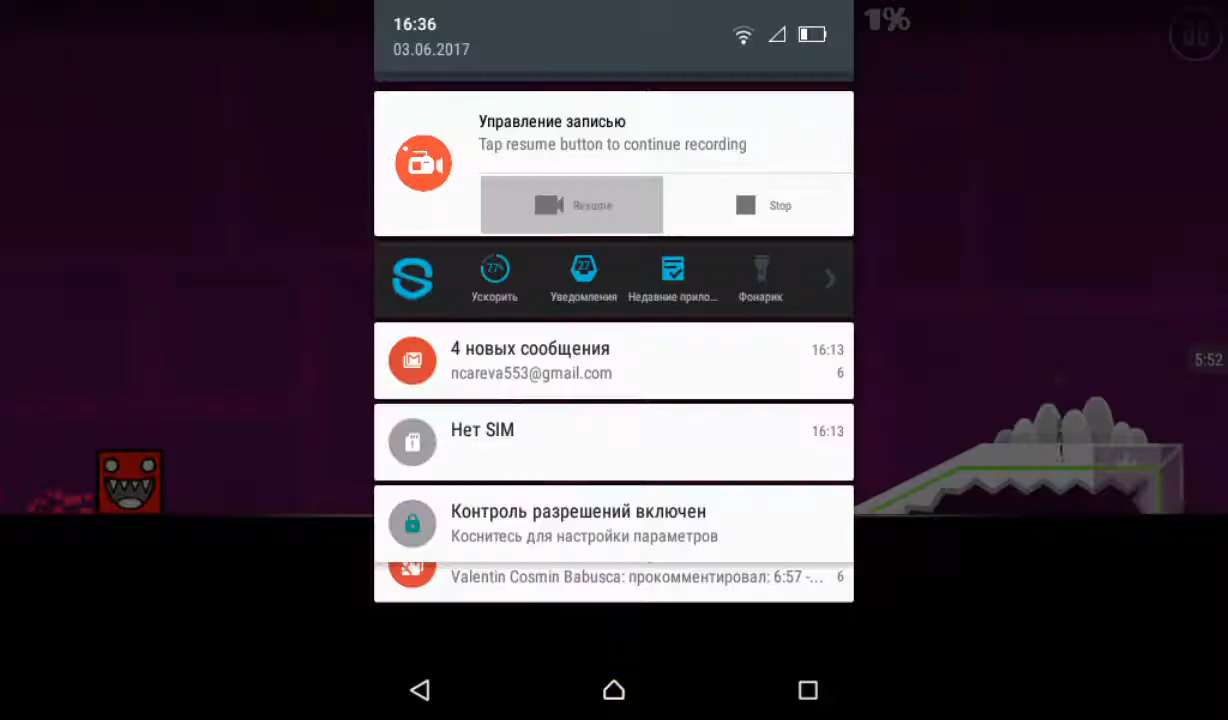 16:36
1%
03.06.2017
Управление записью
Tap resume button to continue recording
Resume
Stop
27%
27
Ускорить
Уведомления
Недавние прило...
Фонарик
4 новых сообщения
16:13
ncareva553@gmail.com
6
5:52
Нет SIM
16:13
Контроль разрешений включен
Коснитесь для настройки параметров
Valentin Cosmin Babusca: прокомментировал: 6:57 -...
6